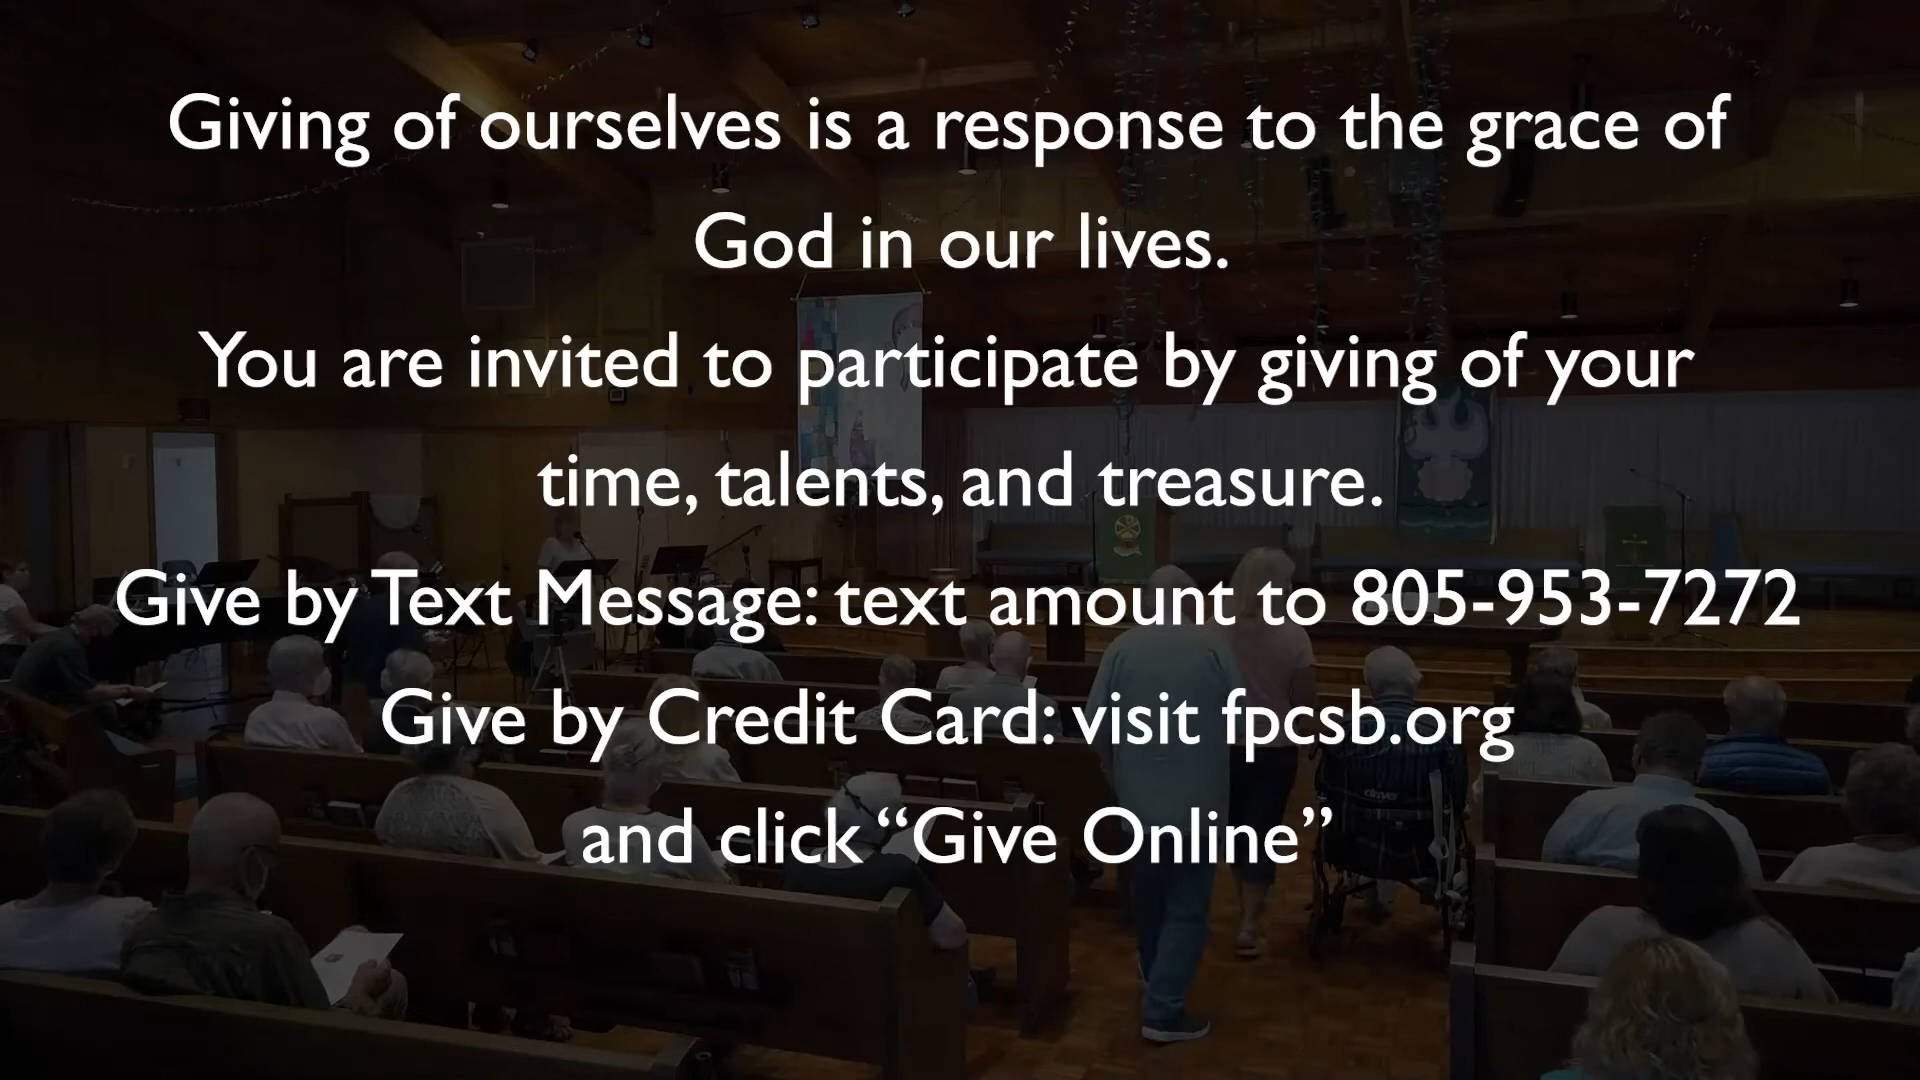 Giving of ourselves is a response to the grace of
God in our lives.
You are invited to participate by giving of your
time, talents, and treasure.
Give by Text Message: text amount to 805-953-7272
Give by Credit Card: visit fpcsb.org
and click “Give Online”
drive